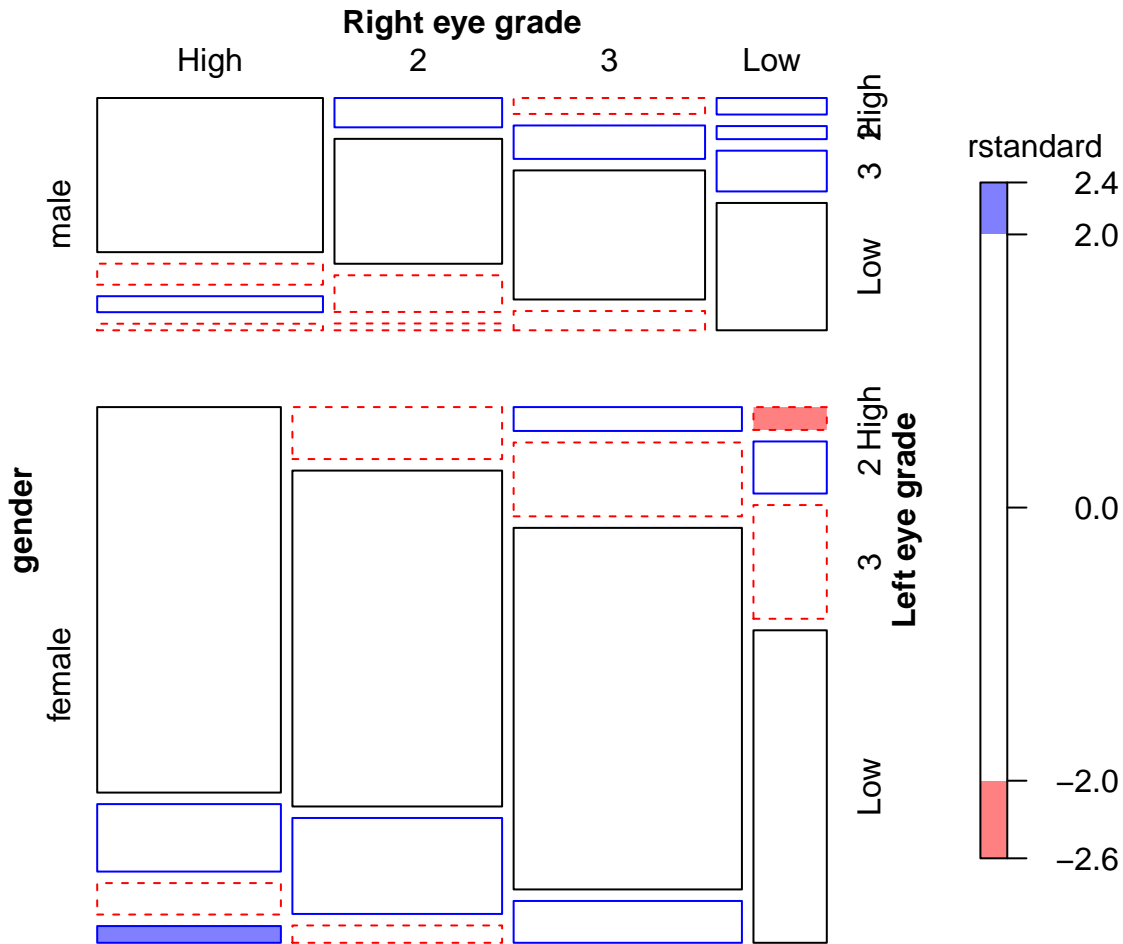 Right eye grade
High 2 3 Low
male
High
2
3
Low
gender
female
High
2
3
Low
Left eye grade
rstandard
2.4
2.0
0.0
−2.0
−2.6